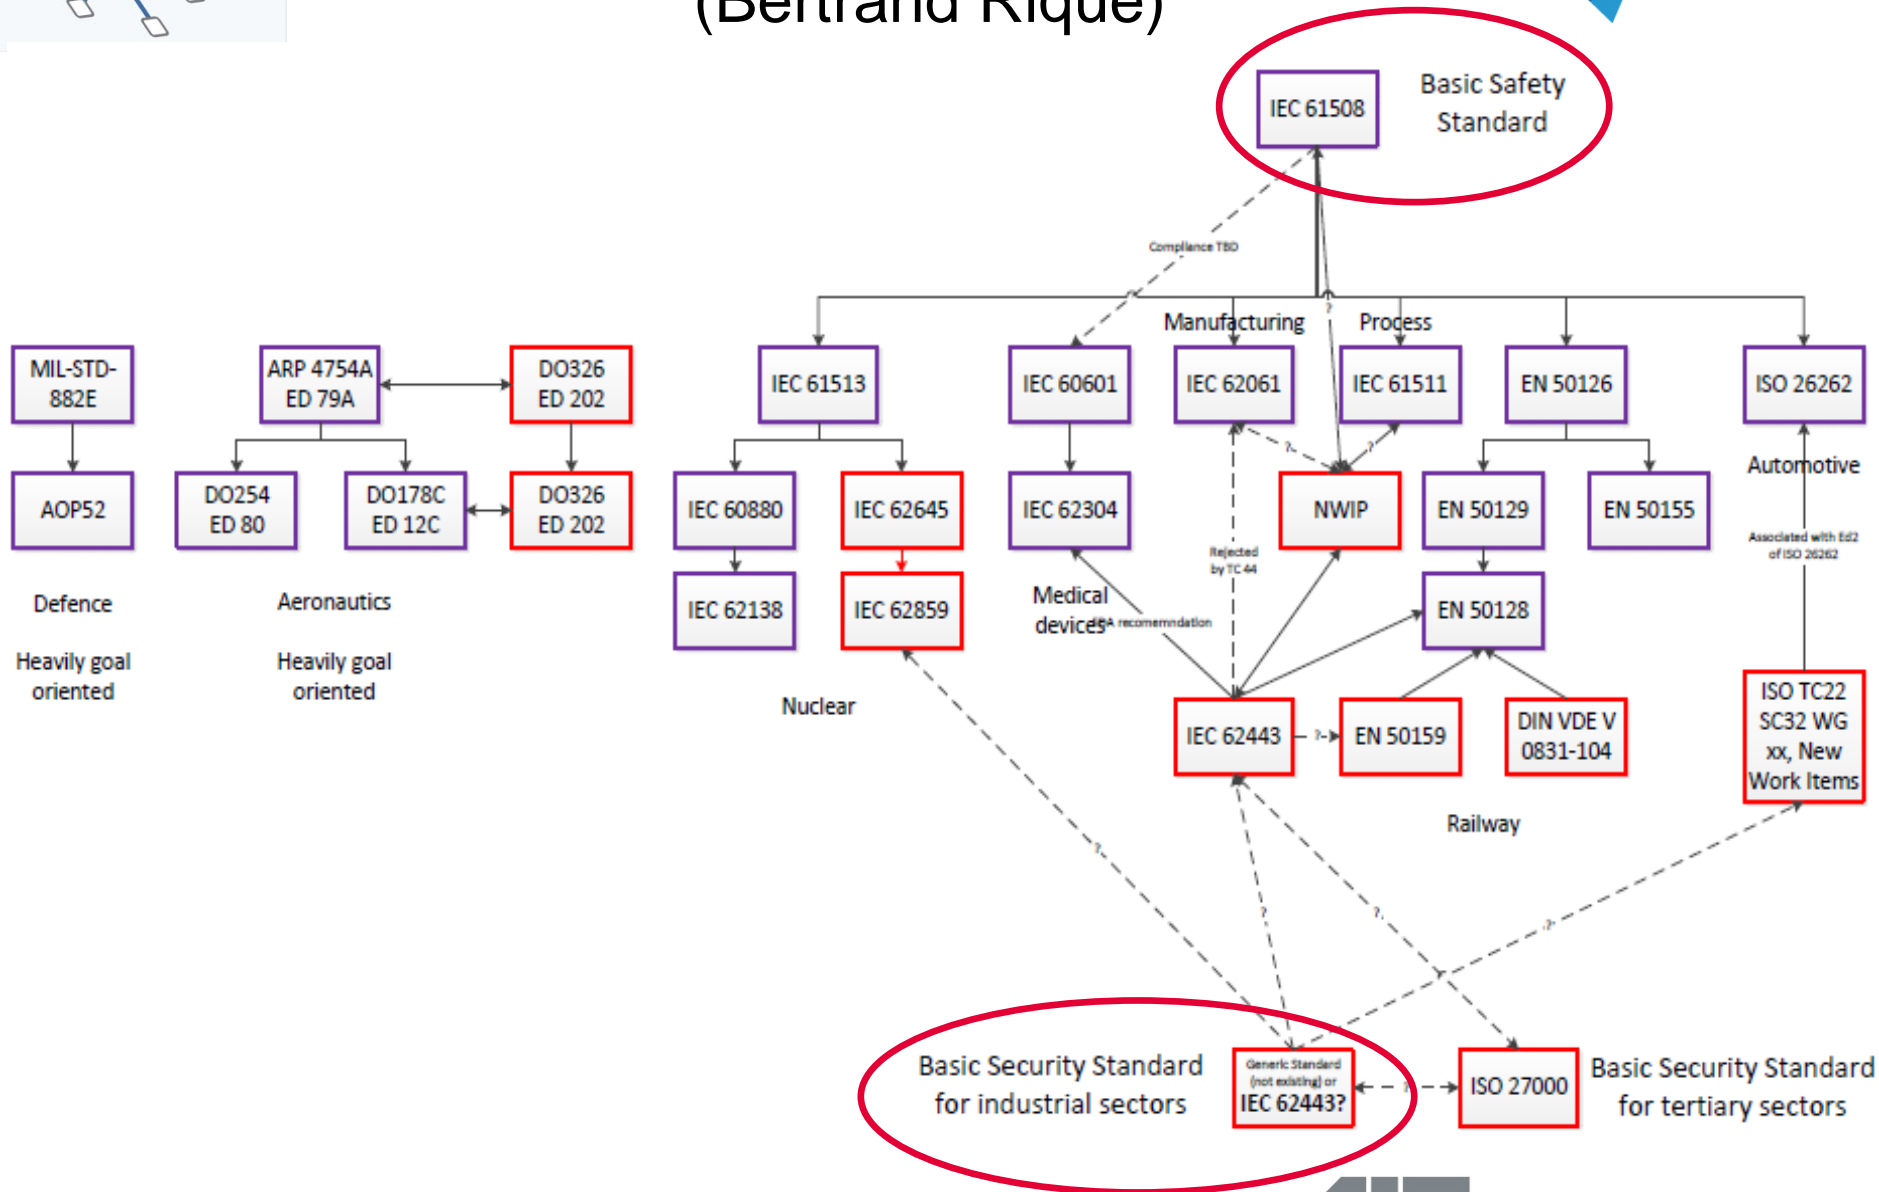 (Bertrand Rique)
IEC 61508
Basic Safety
Standard
Compliance TBD
?
Manufacturing
Process
MIL-STD-
882E
ARP 4754A
ED 79A
DO326
ED 202
IEC 61513
IEC 60601
IEC 62061
IEC 61511
EN 50126
ISO 26262
?
?
Automotive
AOP52
DO254
ED 80
DO178C
ED 12C
DO326
ED 202
IEC 60880
IEC 62645
IEC 62304
NWIP
EN 50129
EN 50155
Rejected
by TC 44
Associated with Ed2
of ISO 26262
Defence
Heavily goal
oriented
Aeronautics
Heavily goal
oriented
IEC 62138
IEC 62859
Medical
devices
recomemndation
EN 50128
Nuclear
IEC 62443
?
EN 50159
DIN VDE V
0831-104
ISO TC22
SC32 WG
xx, New
Work Items
Railway
?
?
?
?
Basic Security Standard
for industrial sectors
Generic Standard
(not existing) or
IEC 62443?
?
ISO 27000
Basic Security Standard
for tertiary sectors